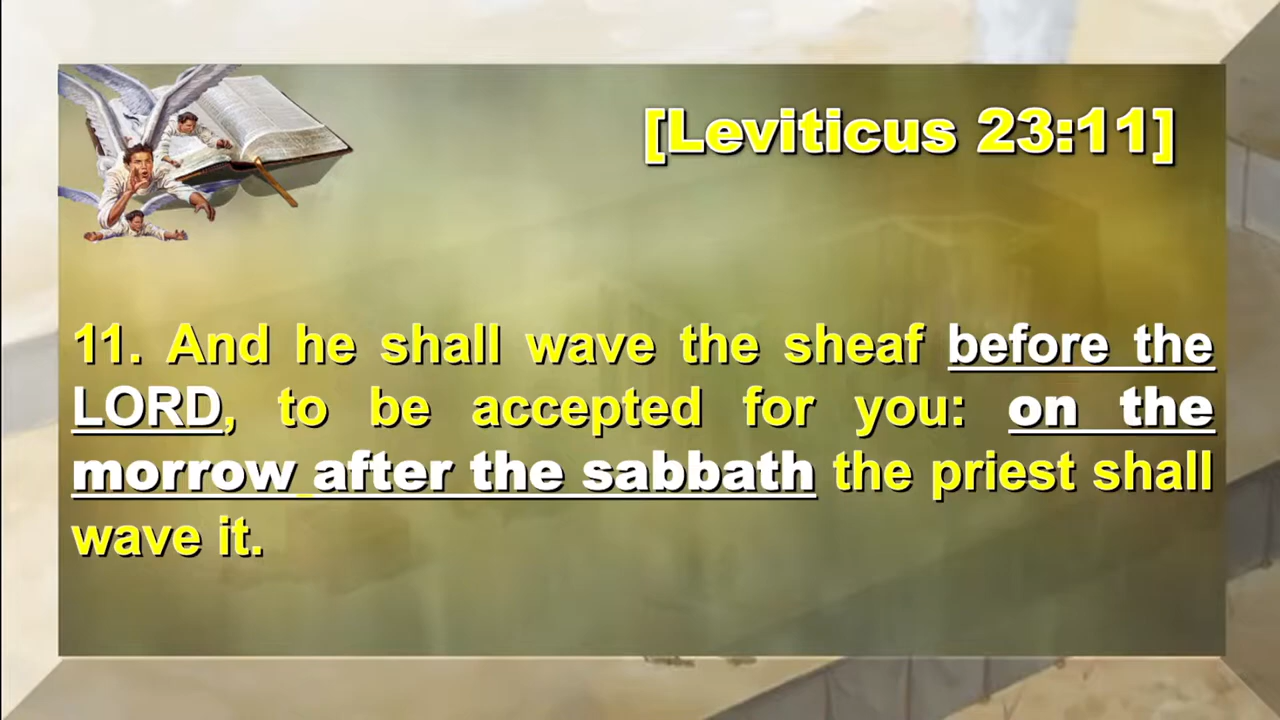 [Leviticus 23:11]
11. And he shall wave the sheaf before the
LORD, to be accepted for you: on the
morrow after the sabbath the priest shall
wave it.